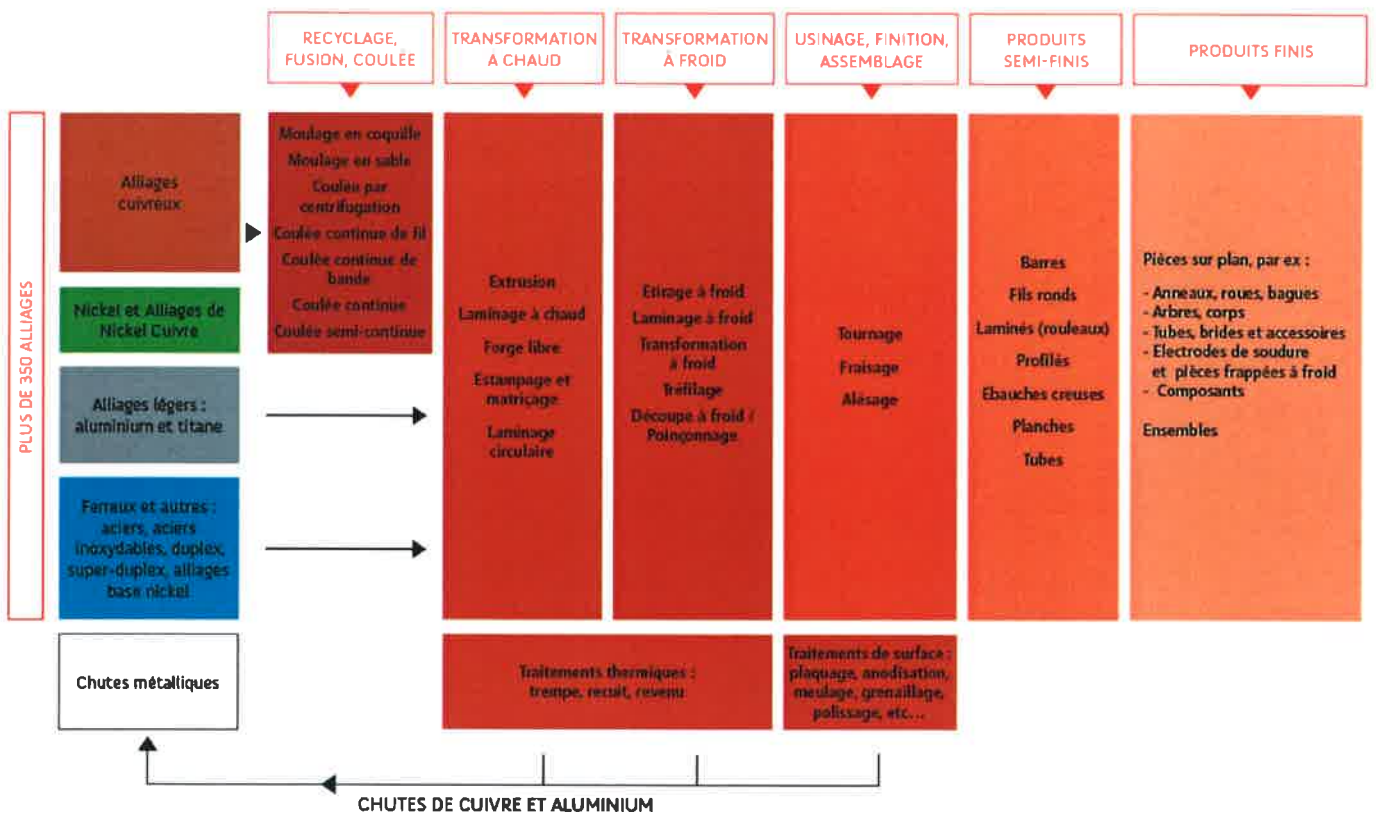 RECYCLAGE,
FUSION, COULÉE
TRANSFORMATION
A CHAUD
TRANSFORMATION
À FROID
USINAGE, FINITION,
ASSEMBLAGE
PRODUITS
SEMI-FINIS
PRODUITS FINIS
PLUS DE 350 ALLIAGES
Alliages
cuivreux
Nickel et Alliages de
Nickel Cuivre
Alliages légers :
aluminium et titane
Ferreux et autres :
aciers, aciers
inoxydables, duplex,
super-duplex, alliages
base nickel
Chutes métalliques
Moulage en coquille
Moulage en sable
Coulée par
centrifugation
Coulée continue de fil
Coulée continue de
bande
Coulée continue
Coulée semi-continue
Extrusion
Laminage à chaud
Forge libre
Estampage et
matriçage
Laminage
circulaire
Etirage à froid
Laminage à froid
Transformation
à froid
Tréfilage
Découpe à froid /
Poinçonnage
Tournage
Fraisage
Alésage
Barres
Fils ronds
Laminés (rouleaux)
Profilés
Ebauches creuses
Planches
Tubes
Pièces sur plan, par ex :
- Anneaux, roues, bagues
- Arbres, corps
- Tubes, brides et accessoires
- Electrodes de soudure
et pièces frappées à froid
- Composants
Ensembles
Traitements thermiques :
trempe, recuit, revenu
Traitements de surface :
plaquage, anodisation,
meulage, grenaillage,
polissage, etc...
CHUTES DE CUIVRE ET ALUMINIUM